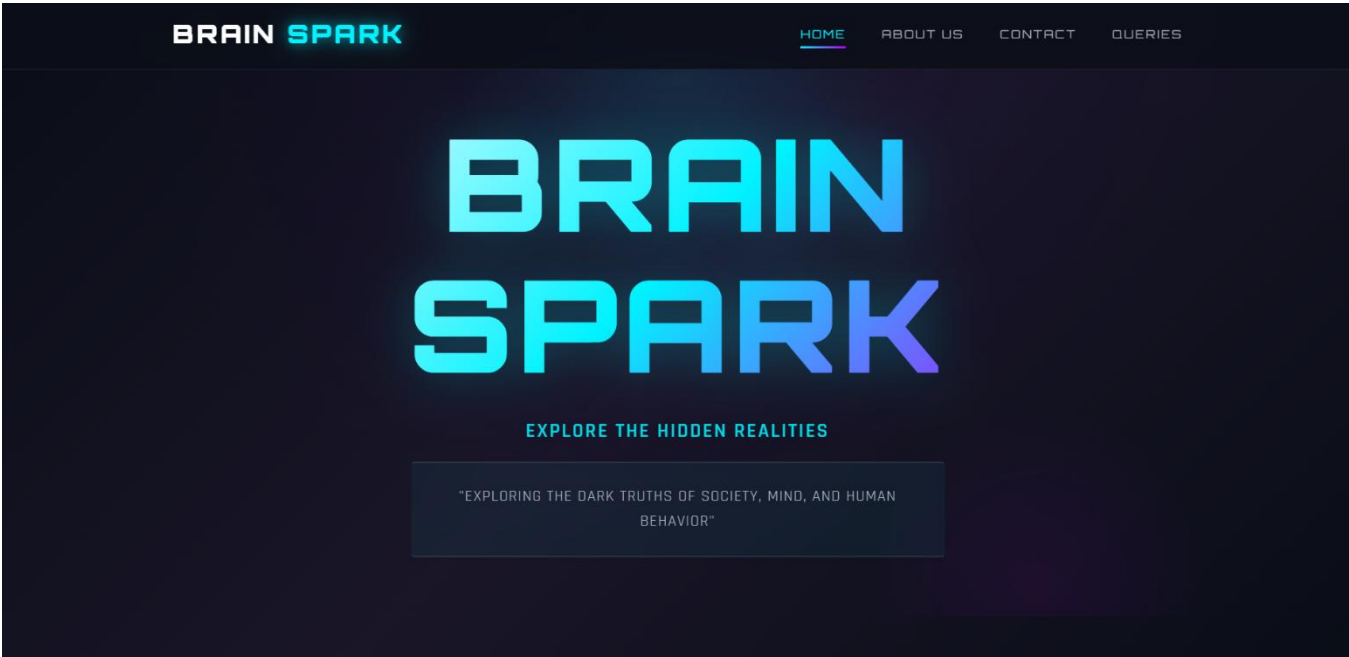 BRAIN SPARK
HOME ABOUT US CONTACT QUERIES
BRAIN
SPARK
EXPLORE THE HIDDEN REALITIES
"EXPLORING THE DARK TRUTHS OF SOCIETY, MIND, AND HUMAN
BEHAVIOR"